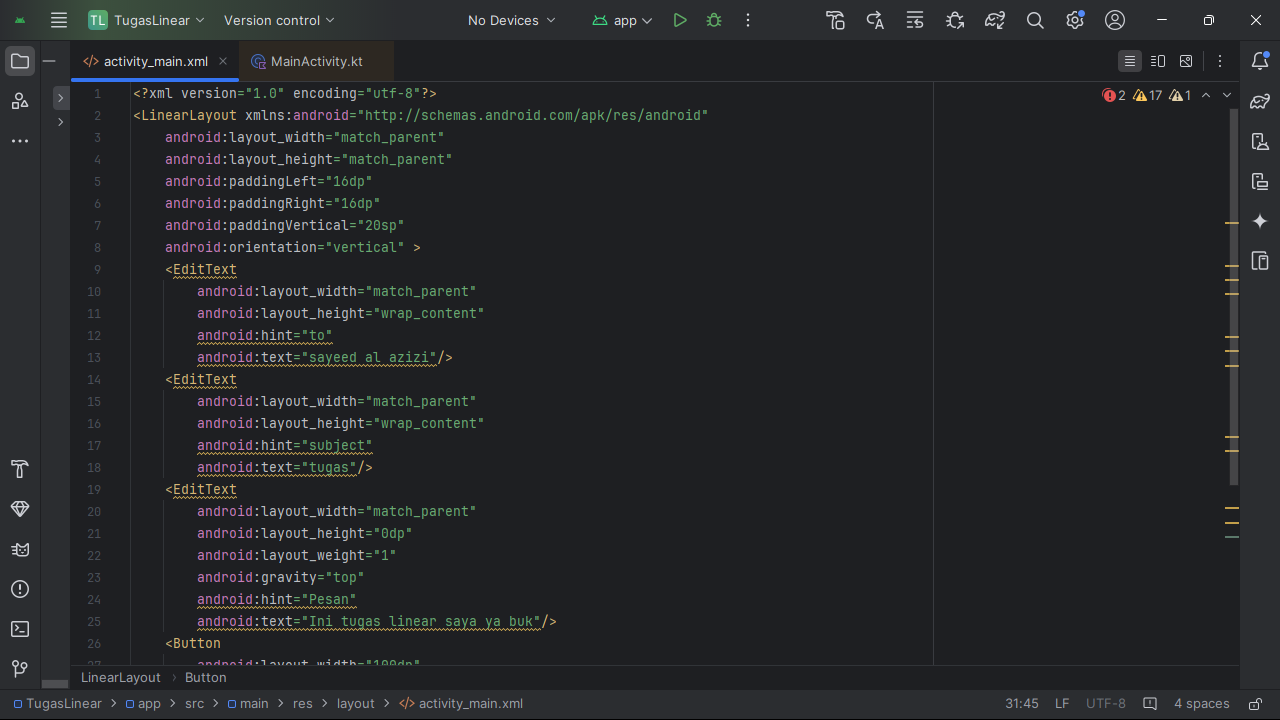 TL TugasLinear Version control No Devices app
activity_main.xml MainActivity.kt
2 17 1
1 <?xml version="1.0" encoding="utf-8"?>
2 <LinearLayout xmlns:android="http://schemas.android.com/apk/res/android"
3 android:layout_width="match_parent"
4 android:layout_height="match_parent"
5 android:paddingLeft="16dp"
6 android:paddingRight="16dp"
7 android:paddingVertical="20sp"
8 android:orientation="vertical" >
9 <EditText
10 android:layout_width="match_parent"
11 android:layout_height="wrap_content"
12 android:hint="to"
13 android:text="sayeed al azizi"/>
14 <EditText
15 android:layout_width="match_parent"
16 android:layout_height="wrap_content"
17 android:hint="subject"
18 android:text="tugas"/>
19 <EditText
20 android:layout_width="match_parent"
21 android:layout_height="0dp"
22 android:layout_weight="1"
23 android:gravity="top"
24 android:hint="Pesan"
25 android:text="Ini tugas linear saya ya buk"/>
26 <Button
27 android:layout_width="100dp"
LinearLayout › Button
TugasLinear > app > src > main > res > layout > activity_main.xml 31:45 LF UTF-8 4 spaces